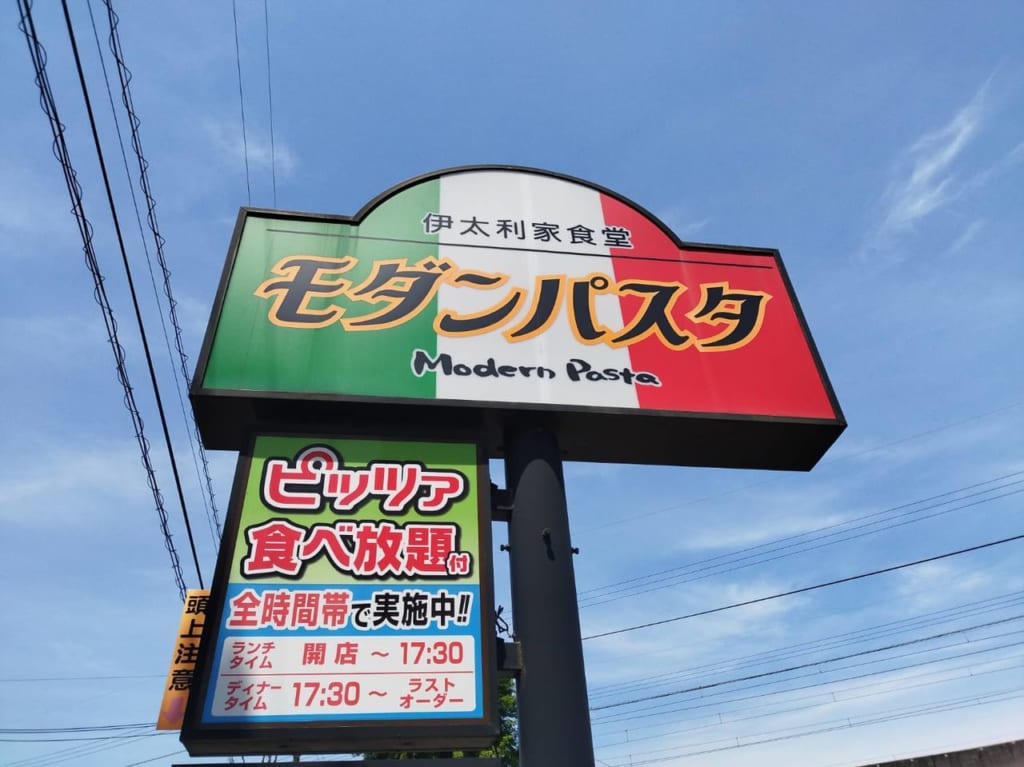 伊太利家食堂
モダンパスタ
Modern Pasta
ピッツァ
食べ放題付
全時間帯で実施中!!
ランチタイム 開店 〜 17:30
ディナータイム 17:30 〜 ラストオーダー
頭上注意